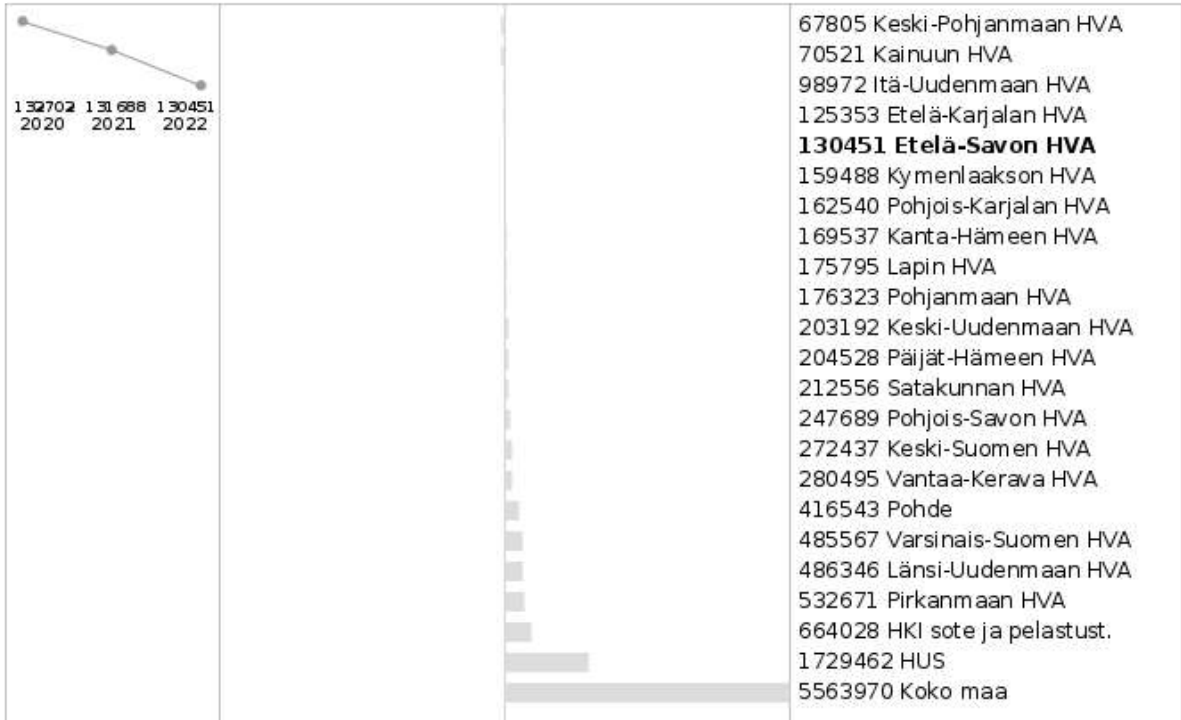 132702 131688 130451
2020 2021 2022
67805 Keski-Pohjanmaan HVA
70521 Kainuun HVA
98972 Itä-Uudenmaan HVA
125353 Etelä-Karjalan HVA
130451 Etelä-Savon HVA
159488 Kymenlaakson HVA
162540 Pohjois-Karjalan HVA
169537 Kanta-Hämeen HVA
175795 Lapin HVA
176323 Pohjanmaan HVA
203192 Keski-Uudenmaan HVA
204528 Päijät-Hämeen HVA
212556 Satakunnan HVA
247689 Pohjois-Savon HVA
272437 Keski-Suomen HVA
280495 Vantaa-Kerava HVA
416543 Pohde
485567 Varsinais-Suomen HVA
486346 Länsi-Uudenmaan HVA
532671 Pirkanmaan HVA
664028 HKI sote ja pelastust.
1729462 HUS
5563970 Koko maa